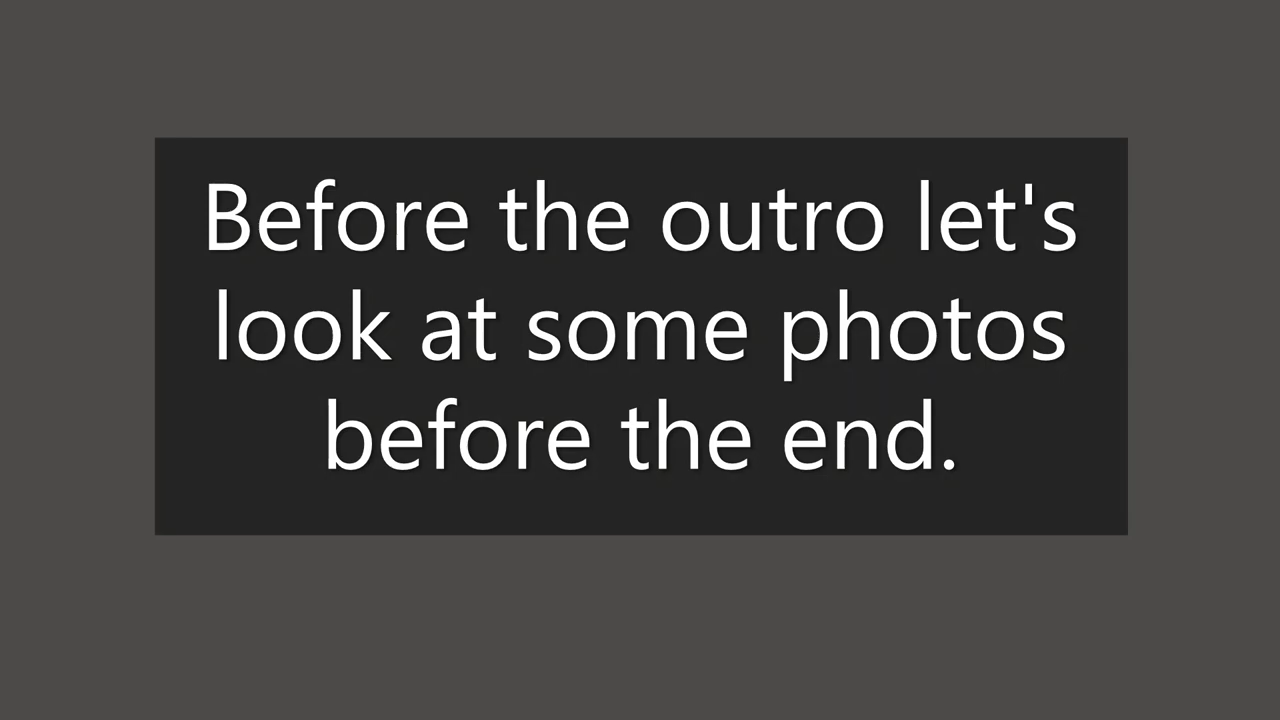 Before the outro let's
look at some photos
before the end.